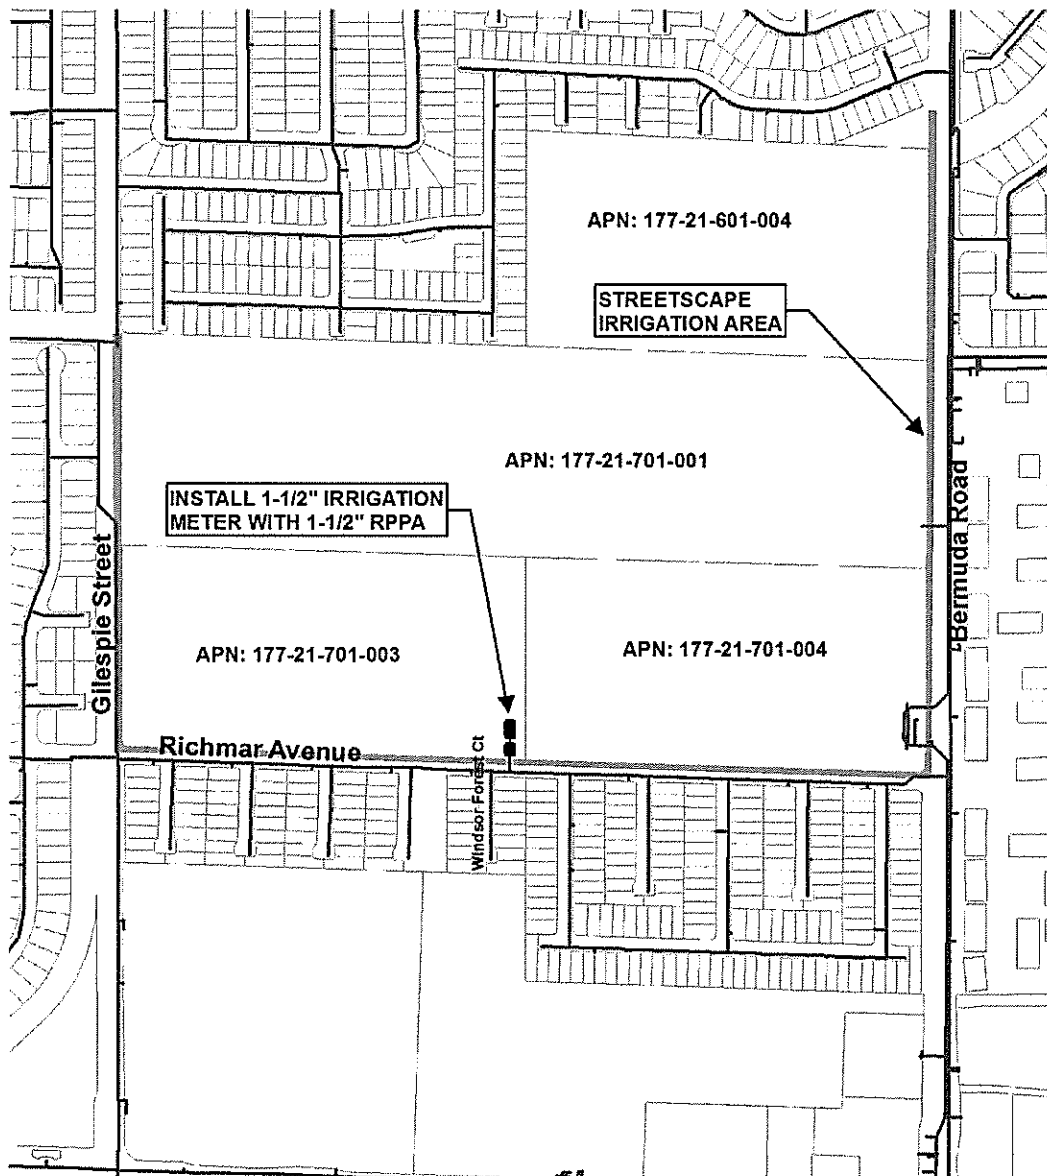 APN: 177-21-601-004
STREETSCAPE
IRRIGATION AREA
APN: 177-21-701-001
INSTALL 1-1/2" IRRIGATION
METER WITH 1-1/2" RPPA
Bermuda Road
Gilespie Street
APN: 177-21-701-003
APN: 177-21-701-004
Richmar Avenue
Windsor Forest Ct